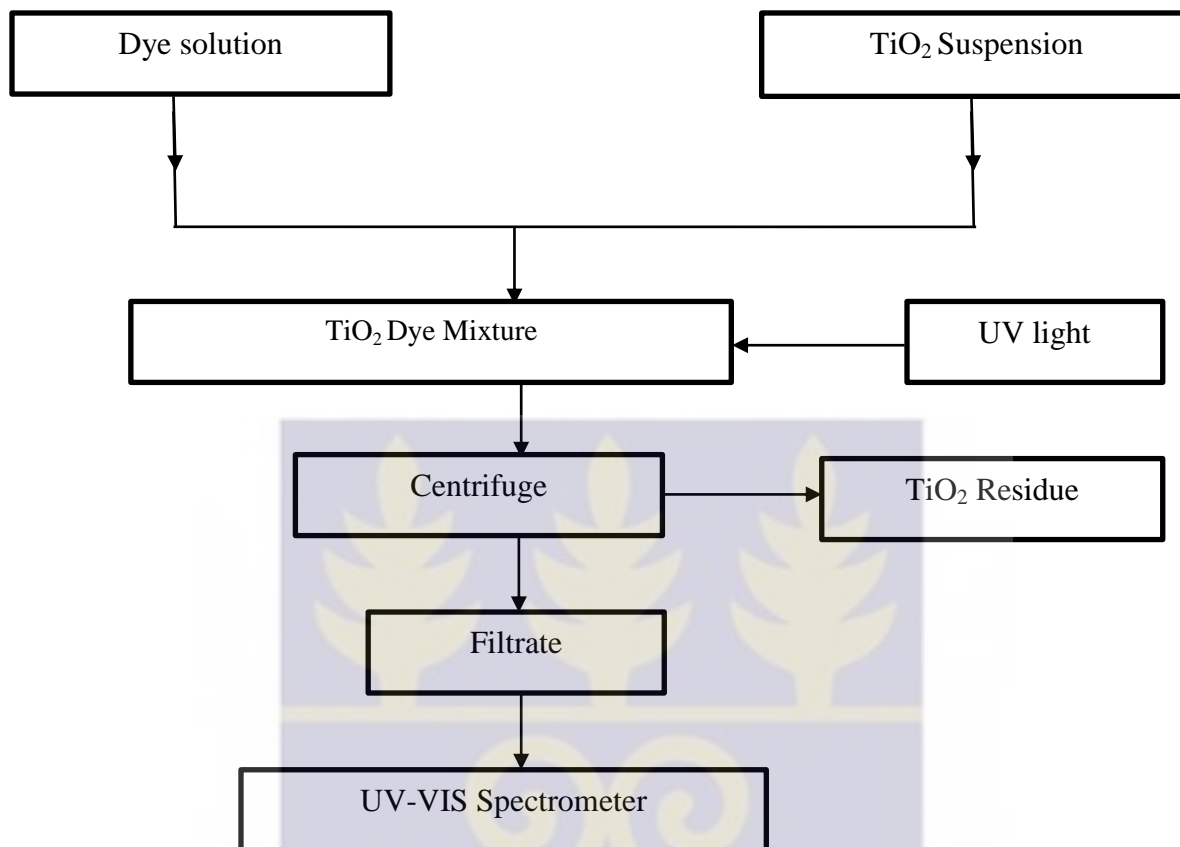 Dye solution
TiO₂ Suspension
TiO₂ Dye Mixture
UV light
Centrifuge
TiO₂ Residue
Filtrate
UV-VIS Spectrometer